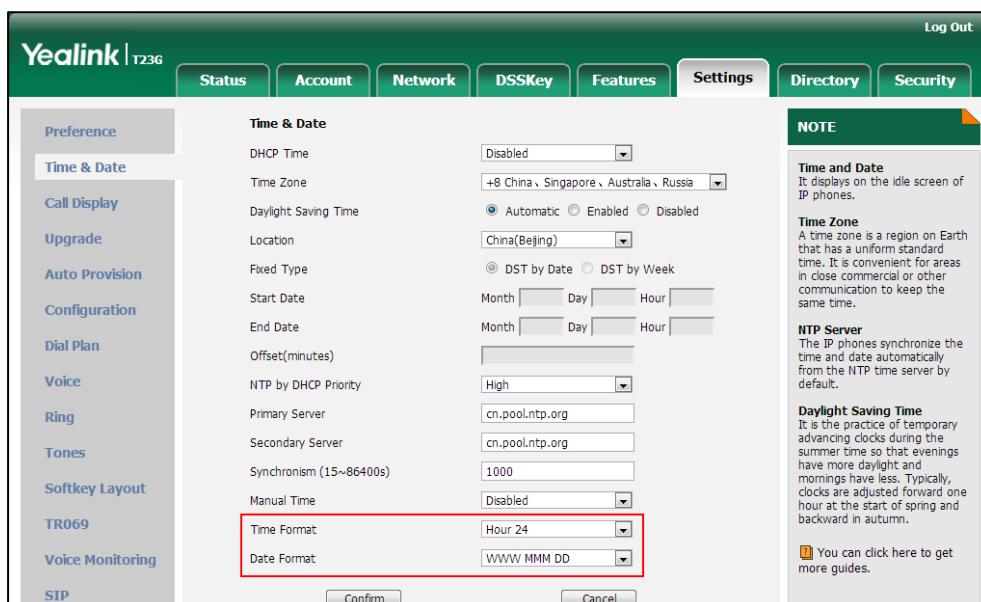 Log Out
Yealink T23G
Status Account Network DSSKey Features Settings Directory Security
Preference
Time & Date
Call Display
Upgrade
Auto Provision
Configuration
Dial Plan
Voice
Ring
Tones
Softkey Layout
TR069
Voice Monitoring
SIP
Time & Date
DHCP Time Disabled
Time Zone +8 China、Singapore、Australia、Russia
Daylight Saving Time Automatic Enabled Disabled
Location China(Beijing)
Fixed Type DST by Date DST by Week
Start Date Month Day Hour
End Date Month Day Hour
Offset(minutes)
NTP by DHCP Priority High
Primary Server cn.pool.ntp.org
Secondary Server cn.pool.ntp.org
Synchronism (15~86400s) 1000
Manual Time Disabled
Time Format Hour 24
Date Format WWW MMM DD
Confirm Cancel
NOTE
Time and Date
It displays on the idle screen of
IP phones.
Time Zone
A time zone is a region on Earth
that has a uniform standard
time. It is convenient for areas
in close commercial or other
communication to keep the
same time.
NTP Server
The IP phones synchronize the
time and date automatically
from the NTP time server by
default.
Daylight Saving Time
It is the practice of temporary
advancing clocks during the
summer time so that evenings
have more daylight and
mornings have less. Typically,
clocks are adjusted forward one
hour at the start of spring and
backward in autumn.
? You can click here to get
more guides.